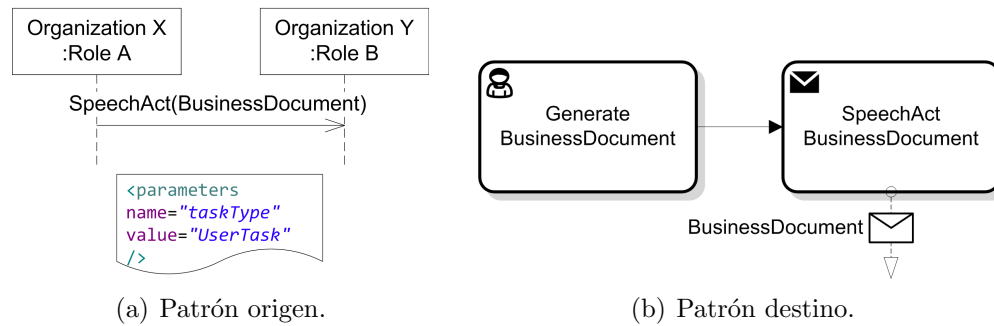 Organization X
:Role A
Organization Y
:Role B
SpeechAct(BusinessDocument)
<parameters
name="taskType"
value="UserTask"
/>
(a) Patrón origen.
Generate
BusinessDocument
SpeechAct
BusinessDocument
BusinessDocument
(b) Patrón destino.